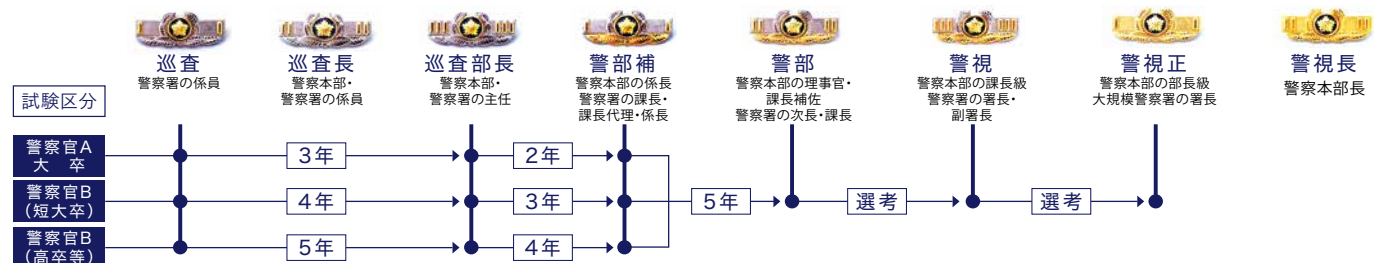 巡査
警察署の係員
巡査長
警察本部・
警察署の係員
巡査部長
警察本部・
警察署の主任
警部補
警察本部の係長
警察署の課長・
課長代理・係長
警部
警察本部の理事官・
課長補佐
警察署の次長・課長
警視
警察本部の課長級
警察署の署長・
副署長
警視正
警察本部の部長級
大規模警察署の署長
警視長
警察本部長
試験区分
警察官A
大 卒
3年
2年
警察官B
(短大卒)
4年
3年
5年
選考
選考
警察官B
(高卒等)
5年
4年